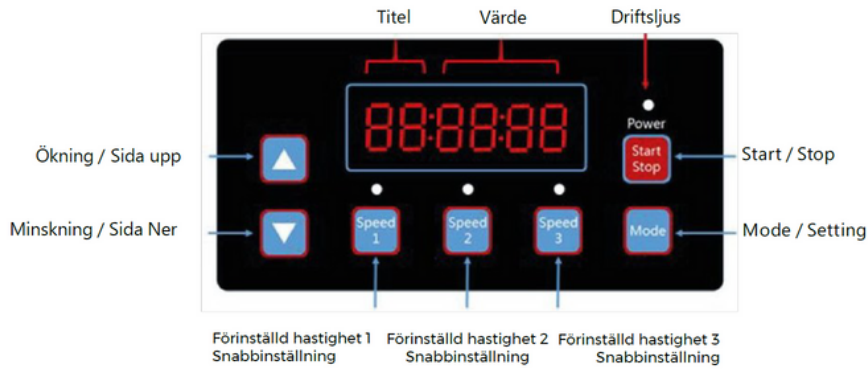 Titel
Värde
Driftsljus
88:88:88
Power
Ökning / Sida upp
Start
Stop
Start / Stop
Minskning / Sida Ner
Speed
1
Speed
2
Speed
3
Mode
Mode / Setting
Förinställd hastighet 1
Snabbinställning
Förinställd hastighet 2
Snabbinställning
Förinställd hastighet 3
Snabbinställning